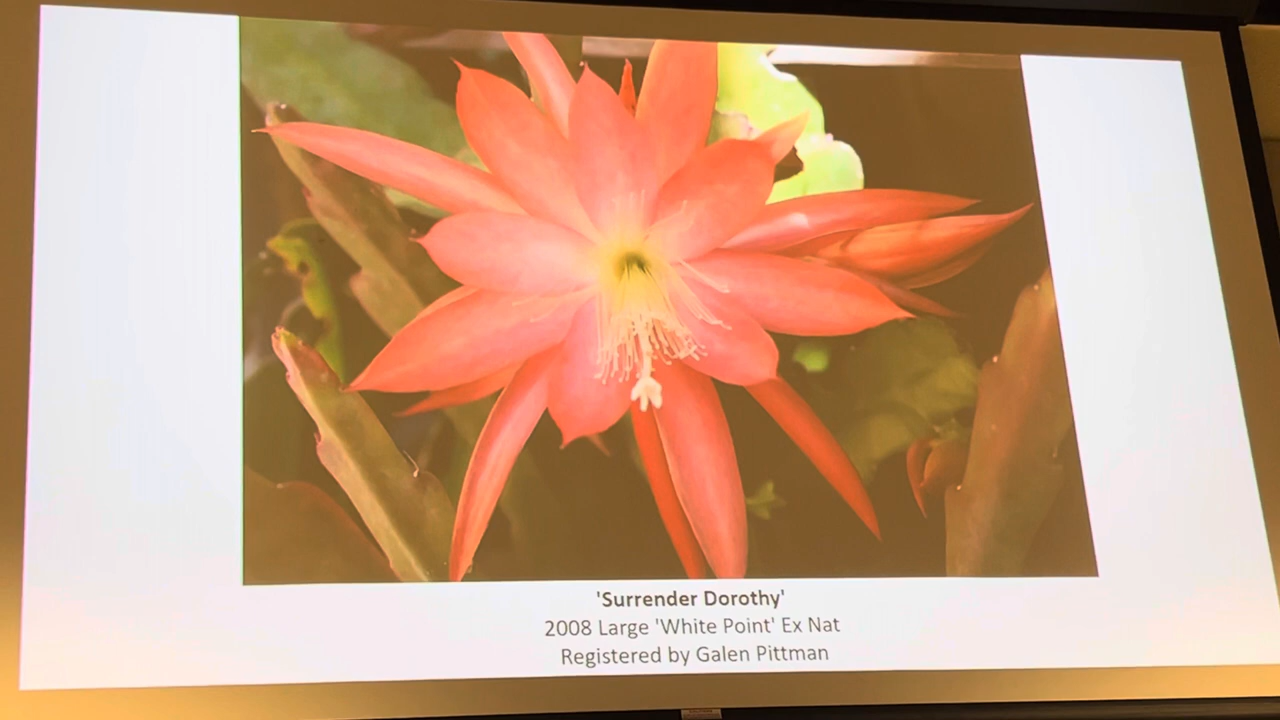 'Surrender Dorothy'
2008 Large 'White Point' Ex Nat
Registered by Galen Pittman